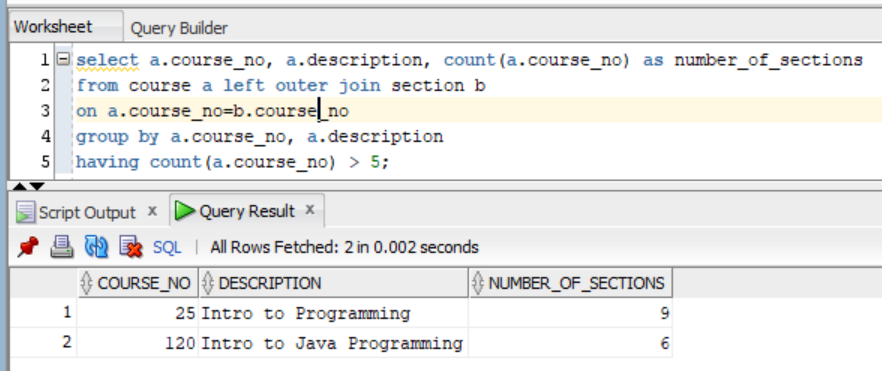 Worksheet Query Builder
1 select a.course_no, a.description, count(a.course_no) as number_of_sections
2 from course a left outer join section b
3 on a.course_no=b.course_no
4 group by a.course_no, a.description
5 having count(a.course_no) > 5;
Script Output x Query Result x
SQL | All Rows Fetched: 2 in 0.002 seconds
COURSE_NO DESCRIPTION NUMBER_OF_SECTIONS
1 25 Intro to Programming 9
2 120 Intro to Java Programming 6